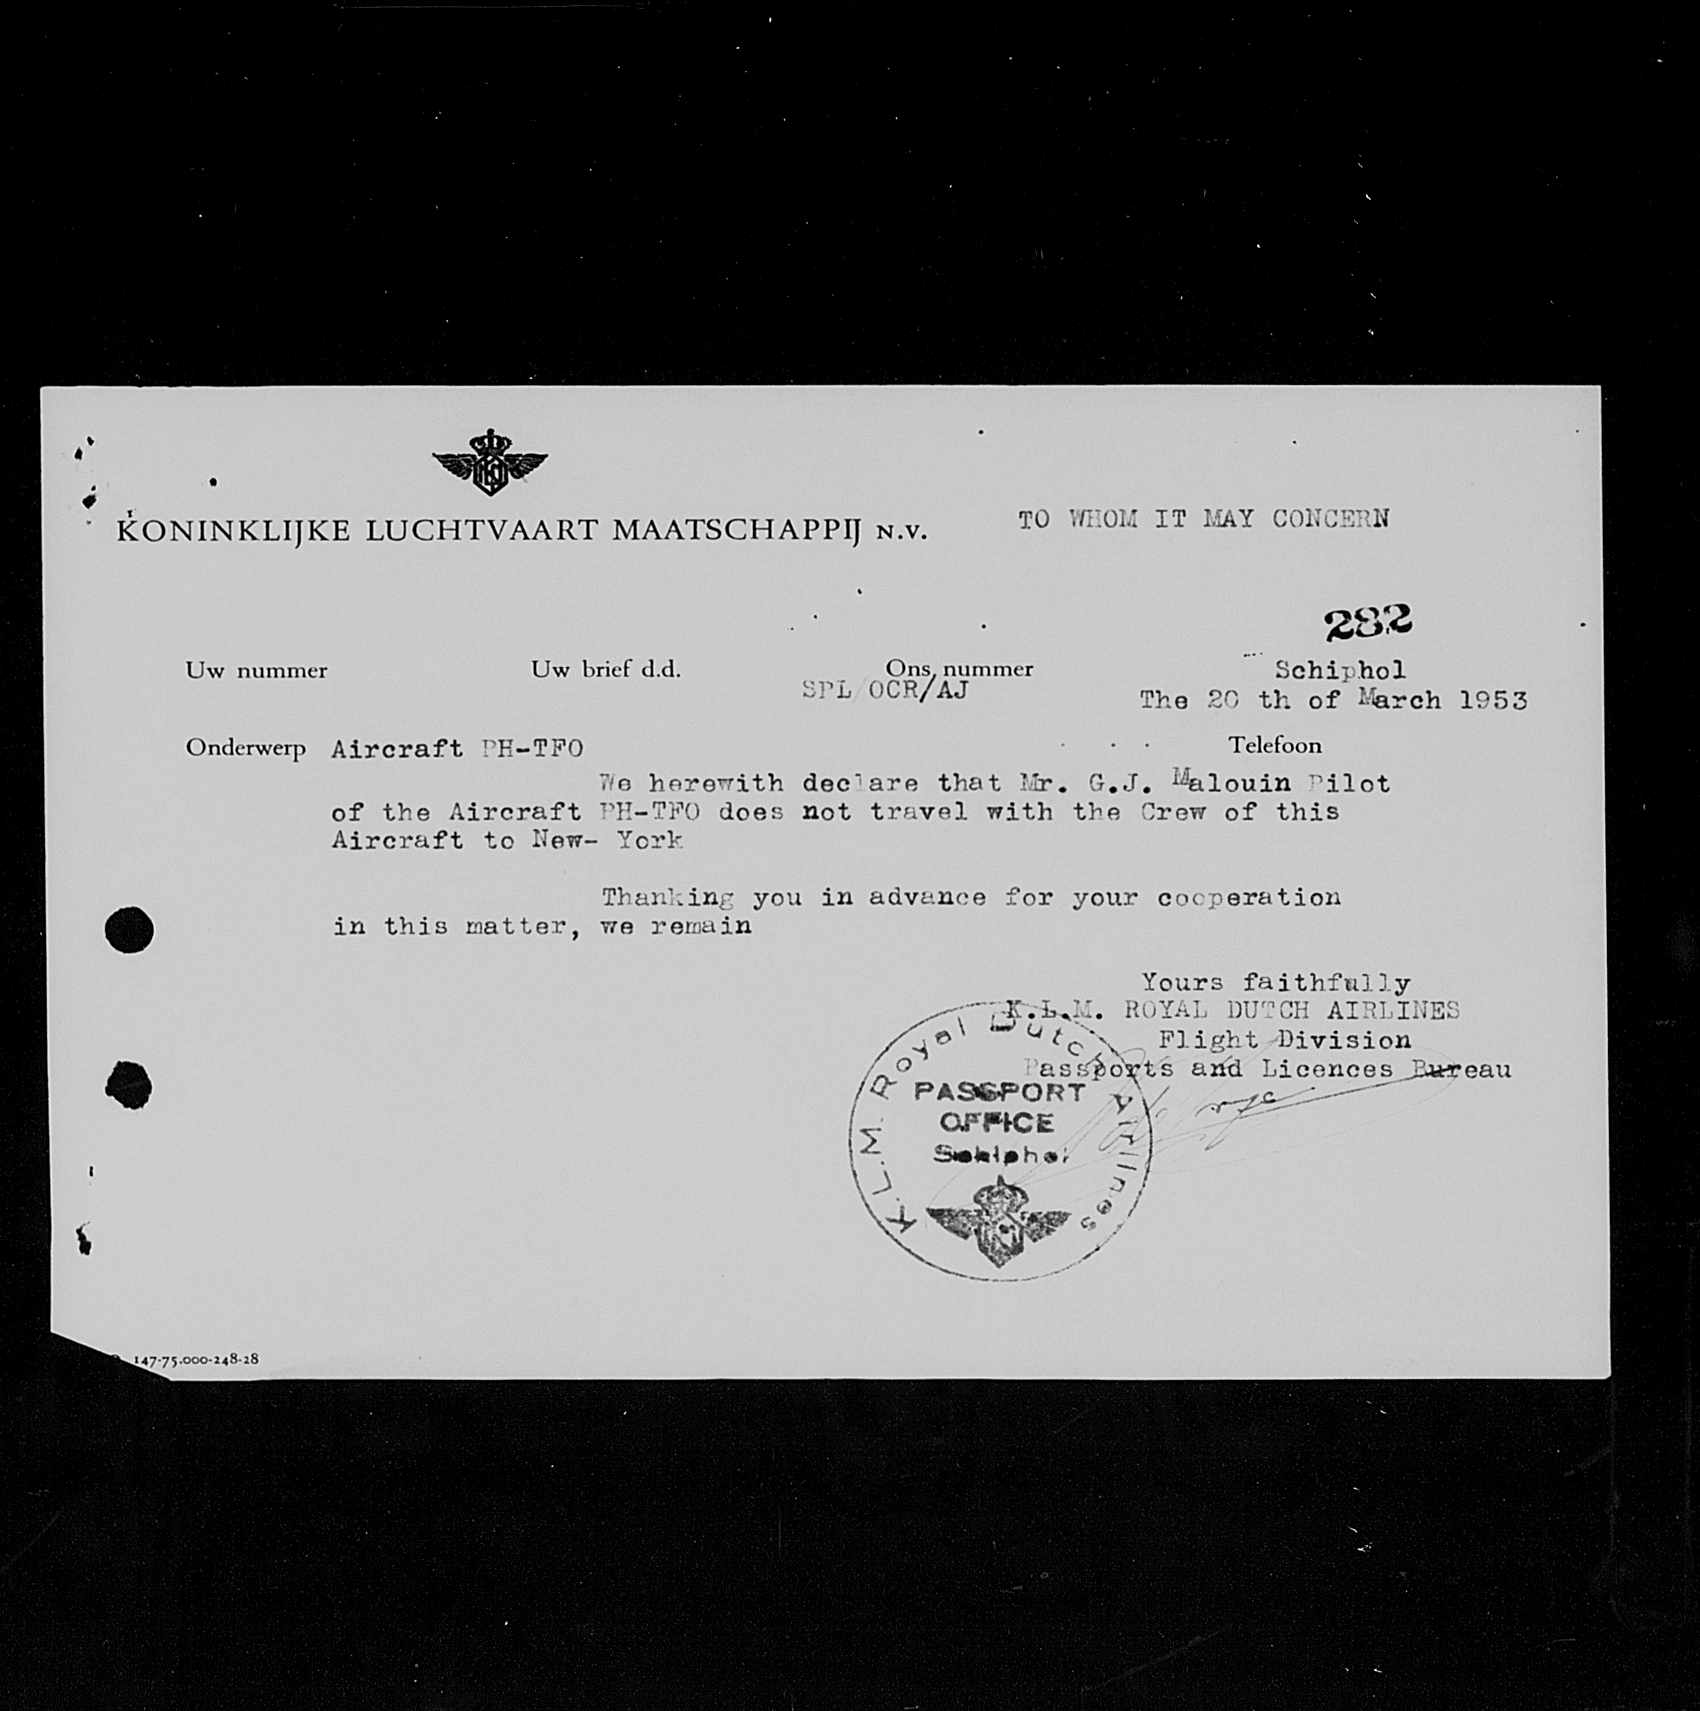 KONINKLIJKE LUCHTVAART MAATSCHAPPIJ N.V.
TO WHOM IT MAY CONCERN
282
Uw nummer
Uw brief d.d.
Ons nummer
SPL/OCR/AJ
Schiphol
The 20 th of March 1953
Onderwerp Aircraft PH-TFO
Telefoon
We herewith declare that Mr. G.J. Malouin Pilot
of the Aircraft PH-TFO does not travel with the Crew of this
Aircraft to New- York
Thanking you in advance for your cooperation
in this matter, we remain
Yours faithfully
K.L.M. ROYAL DUTCH AIRLINES
Flight Division
Passports and Licences Bureau
K.L.M. Royal Dutch Airlines
PASSPORT
OFFICE
Schiphol
147-75.000-248-28